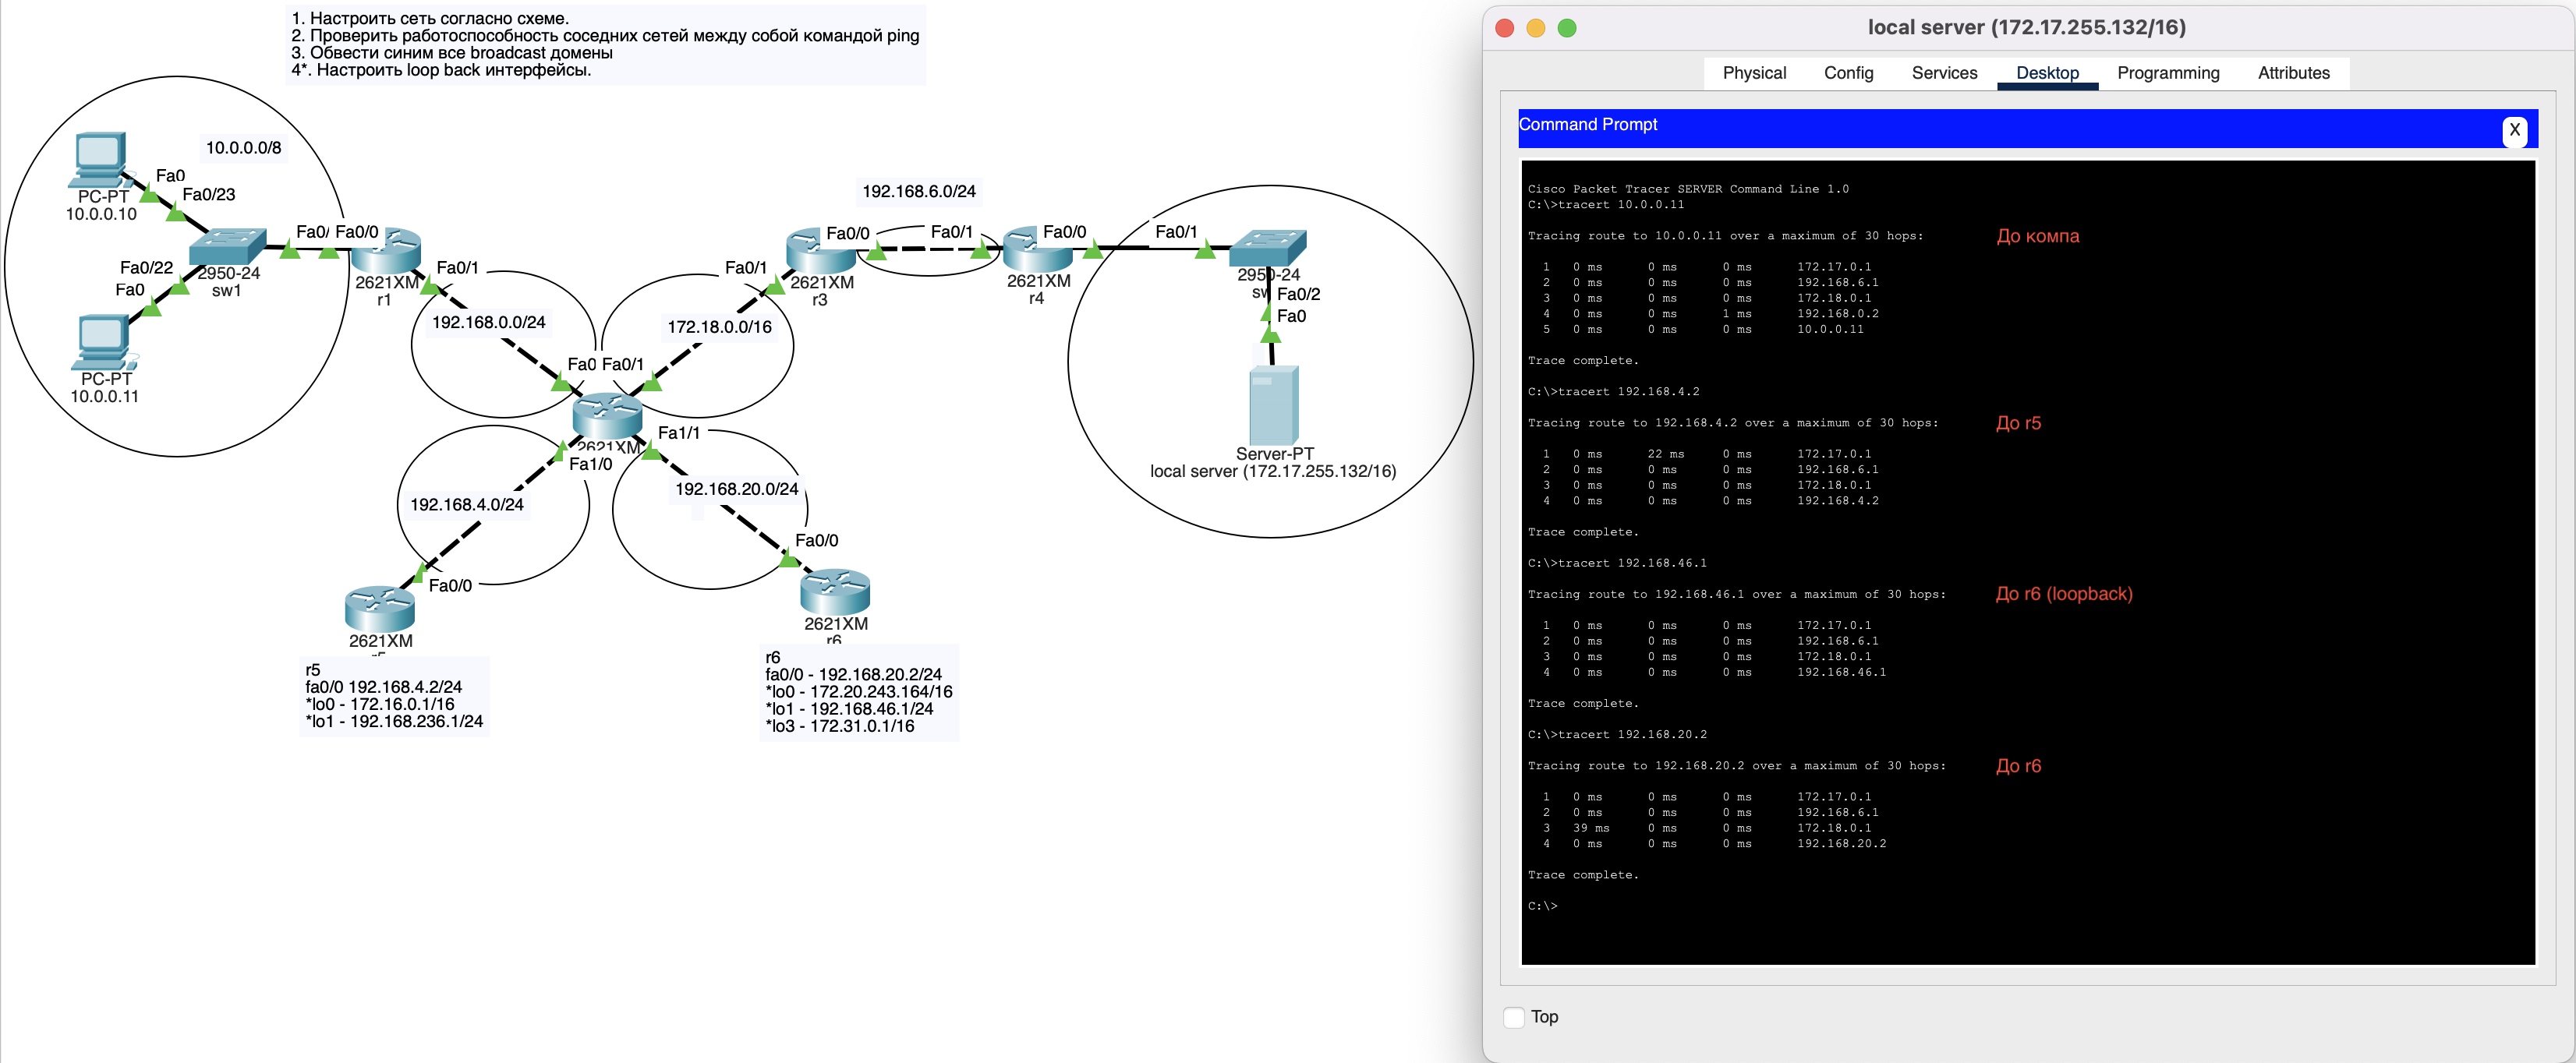 1. Настроить сеть согласно схеме.
2. Проверить работоспособность соседних сетей между собой командой ping
3. Обвести синим все broadcast домены
4*. Настроить loop back интерфейсы.
10.0.0.0/8
Fa0
Fa0/23
PC-PT
10.0.0.10
Fa0/
Fa0/0
Fa0/22
Fa0
2950-24
sw1
2621XM
r1
PC-PT
10.0.0.11
Fa0/1
192.168.0.0/24
Fa0
Fa0/1
172.18.0.0/16
Fa0/1
Fa0/0
2621XM
r3
192.168.6.0/24
Fa0/1
Fa0/0
2621XM
r4
Fa0/1
2950-24
sw
Fa0/2
Fa0
Server-PT
local server (172.17.255.132/16)
2621XM
Fa1/1
Fa1/0
192.168.4.0/24
192.168.20.0/24
Fa0/0
Fa0/0
2621XM
2621XM
r6
r5
fa0/0 192.168.4.2/24
*lo0 - 172.16.0.1/16
*lo1 - 192.168.236.1/24
r6
fa0/0 - 192.168.20.2/24
*lo0 - 172.20.243.164/16
*lo1 - 192.168.46.1/24
*lo3 - 172.31.0.1/16
local server (172.17.255.132/16)
Physical Config Services Desktop Programming Attributes
Command Prompt
X
Cisco Packet Tracer SERVER Command Line 1.0
C:\>tracert 10.0.0.11
Tracing route to 10.0.0.11 over a maximum of 30 hops: До компа
1 0 ms 0 ms 0 ms 172.17.0.1
2 0 ms 0 ms 0 ms 192.168.6.1
3 0 ms 0 ms 0 ms 172.18.0.1
4 0 ms 0 ms 1 ms 192.168.0.2
5 0 ms 0 ms 0 ms 10.0.0.11
Trace complete.
C:\>tracert 192.168.4.2
Tracing route to 192.168.4.2 over a maximum of 30 hops: До r5
1 0 ms 22 ms 0 ms 172.17.0.1
2 0 ms 0 ms 0 ms 192.168.6.1
3 0 ms 0 ms 0 ms 172.18.0.1
4 0 ms 0 ms 0 ms 192.168.4.2
Trace complete.
C:\>tracert 192.168.46.1
Tracing route to 192.168.46.1 over a maximum of 30 hops: До r6 (loopback)
1 0 ms 0 ms 0 ms 172.17.0.1
2 0 ms 0 ms 0 ms 192.168.6.1
3 0 ms 0 ms 0 ms 172.18.0.1
4 0 ms 0 ms 0 ms 192.168.46.1
Trace complete.
C:\>tracert 192.168.20.2
Tracing route to 192.168.20.2 over a maximum of 30 hops: До r6
1 0 ms 0 ms 0 ms 172.17.0.1
2 0 ms 0 ms 0 ms 192.168.6.1
3 39 ms 0 ms 0 ms 172.18.0.1
4 0 ms 0 ms 0 ms 192.168.20.2
Trace complete.
C:\>
Top